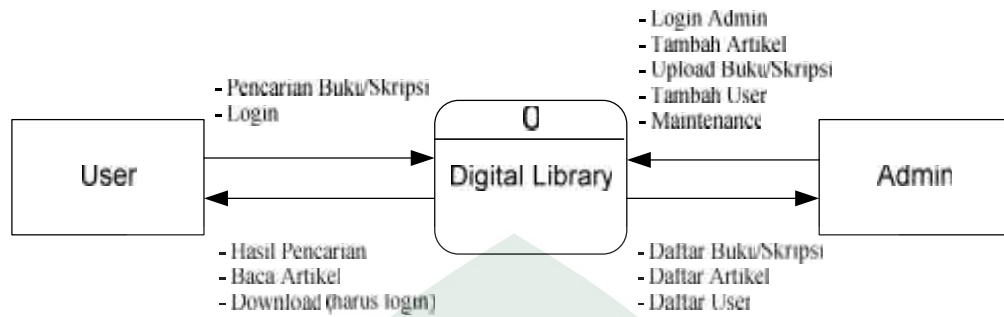 - Login Admin
- Tambah Artikel
- Upload Buku/Skripsi
- Tambah User
- Maintenance
- Pencarian Buku/Skripsi
- Login
0
User
Digital Library
Admin
- Hasil Pencarian
- Baca Artikel
- Download (harus login)
- Daftar Buku/Skripsi
- Daftar Artikel
- Daftar User